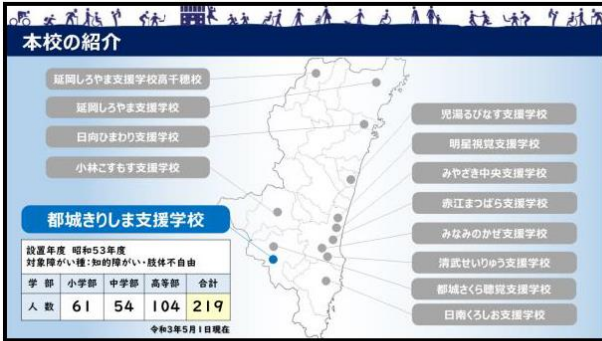 本校の紹介
延岡しろやま支援学校高千穂校
延岡しろやま支援学校
日向ひまわり支援学校
小林こすもす支援学校
都城きりしま支援学校
設置年度 昭和53年度
対象障がい種:知的障がい・肢体不自由
学 部 小学部 中学部 高等部 合計
人 数 61 54 104 219
令和3年5月1日現在
児湯るぴなす支援学校
明星視覚支援学校
みやざき中央支援学校
赤江まつばら支援学校
みなみのかぜ支援学校
清武せいりゅう支援学校
都城さくら聴覚支援学校
日南くろしお支援学校